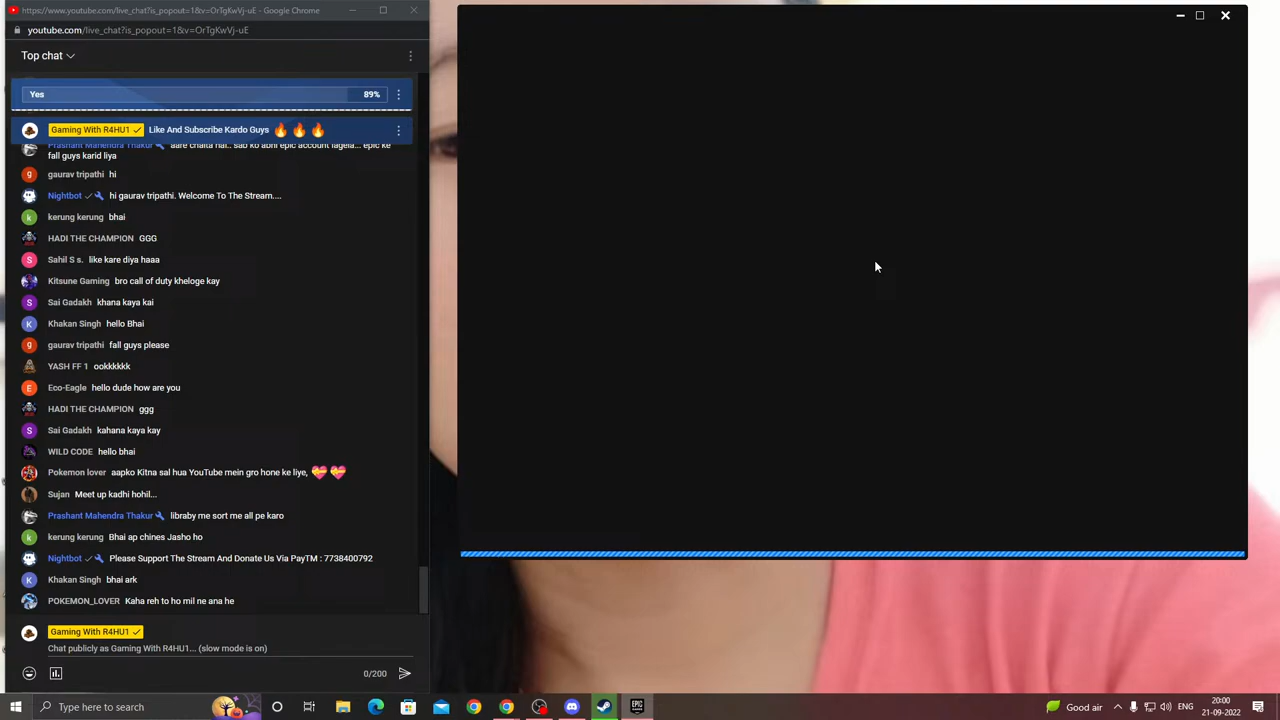 https://www.youtube.com/live_chat?is_popout=1&v=OrTgKwVj-uE - Google Chrome
youtube.com/live_chat?is_popout=1&v=OrTgKwVj-uE
Top chat
Yes 89%
Gaming With R4HU1 Like And Subscribe Kardo Guys 🔥 🔥 🔥
Prashant Mahendra Thakur aare chaita hai.. sab ko abhi epic account lagela... epic ke
fall guys karid liya
gaurav tripathi hi
Nightbot hi gaurav tripathi. Welcome To The Stream....
kerung kerung bhai
HADI THE CHAMPION GGG
Sahil S s. like kare diya haaa
Kitsune Gaming bro call of duty kheloge kay
Sai Gadakh khana kaya kai
Khakan Singh hello Bhai
gaurav tripathi fall guys please
YASH FF 1 ookkkkkk
Eco-Eagle hello dude how are you
HADI THE CHAMPION ggg
Sai Gadakh kahana kaya kay
WILD CODE hello bhai
Pokemon lover aapko Kitna sal hua YouTube mein gro hone ke liye, 💝 💝
Sujan Meet up kadhi hohil...
Prashant Mahendra Thakur libraby me sort me all pe karo
kerung kerung Bhai ap chines Jasho ho
Nightbot Please Support The Stream And Donate Us Via PayTM : 7738400792
Khakan Singh bhai ark
POKEMON_LOVER Kaha reh to ho mil ne ana he
Gaming With R4HU1
Chat publicly as Gaming With R4HU1... (slow mode is on)
0/200
Type here to search
EPIC GAMES
Good air
ENG
20:00
21-09-2022